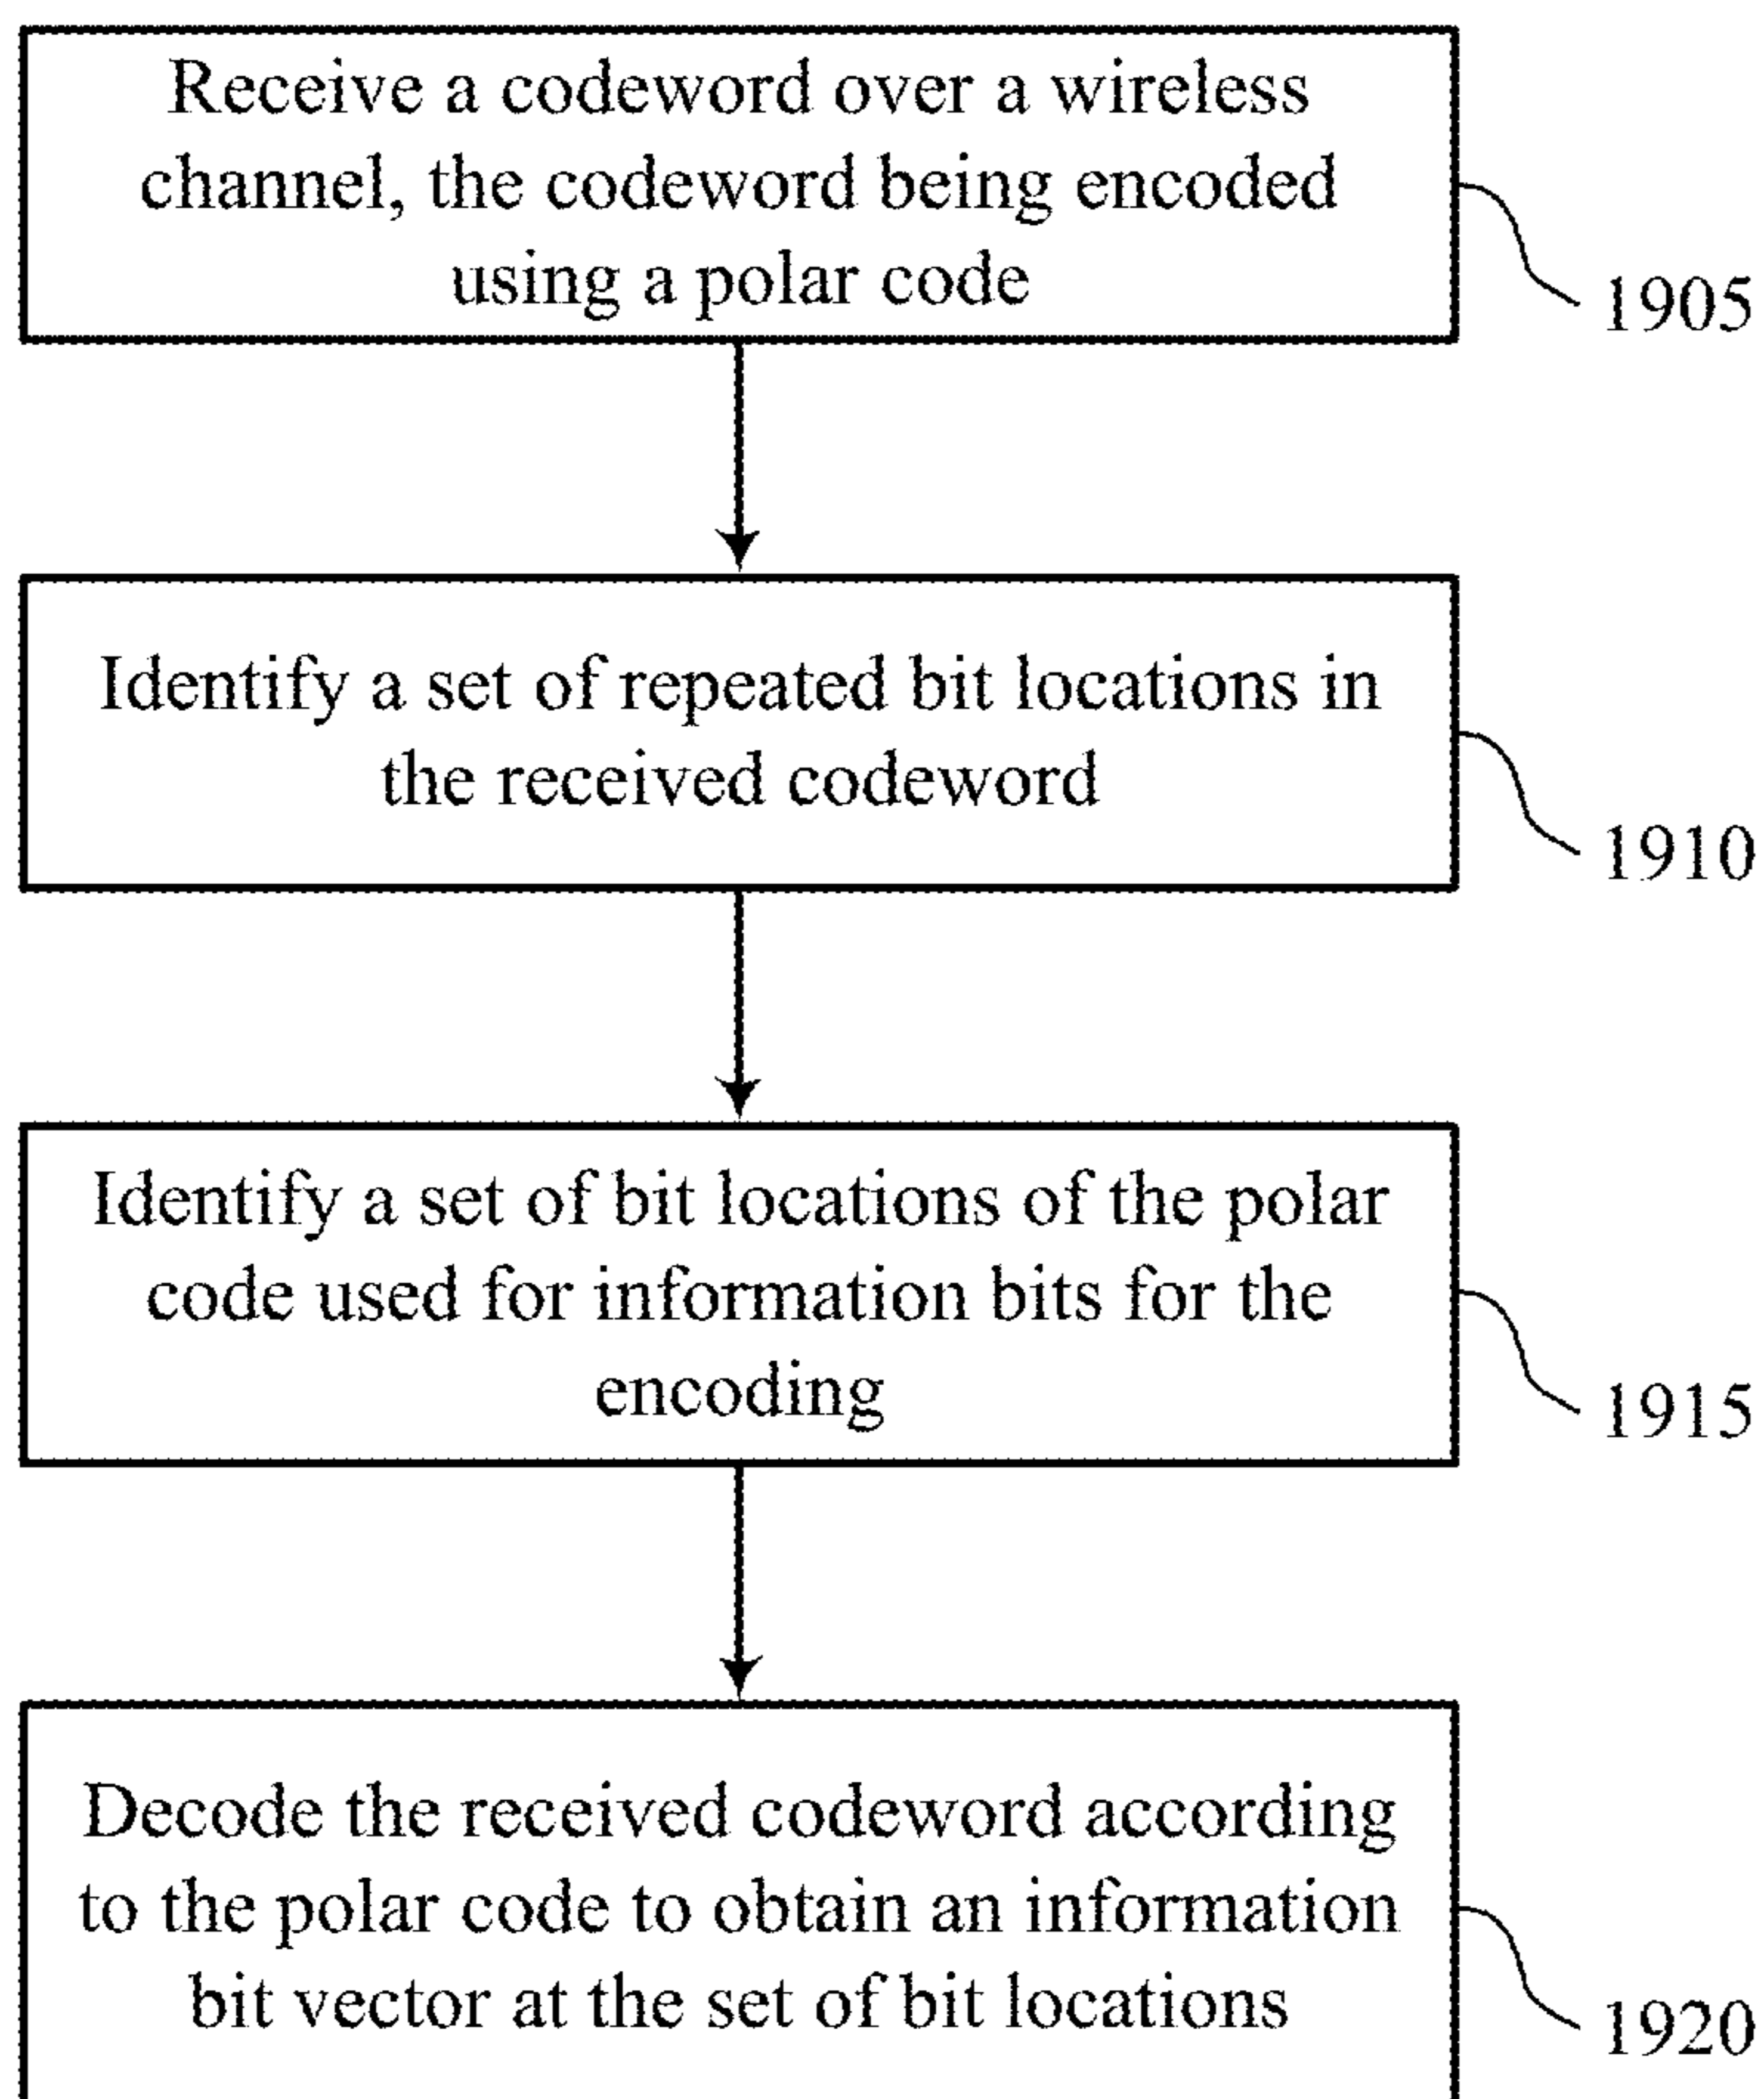 Receive a codeword over a wireless
channel, the codeword being encoded
using a polar code
1905
Identify a set of repeated bit locations in
the received codeword
1910
Identify a set of bit locations of the polar
code used for information bits for the
encoding
1915
Decode the received codeword according
to the polar code to obtain an information
bit vector at the set of bit locations
1920